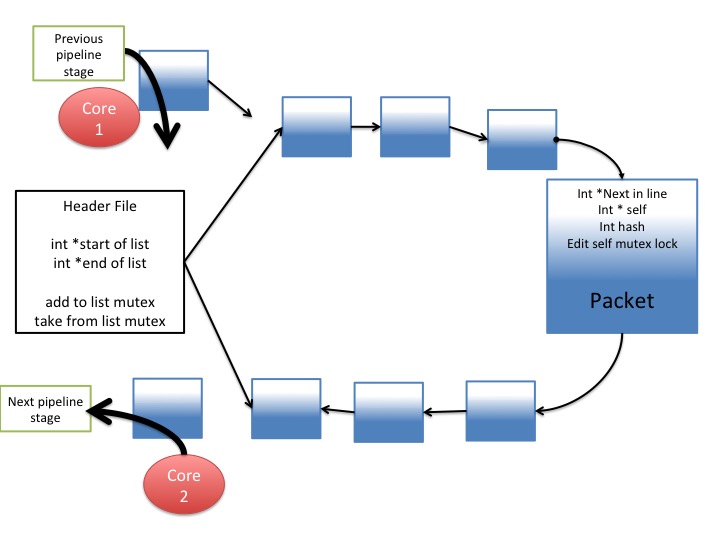 Previous
pipeline
stage
Core
1
Header File
int *start of list
int *end of list
add to list mutex
take from list mutex
Int *Next in line
Int * self
Int hash
Edit self mutex lock
Packet
Next pipeline
stage
Core
2